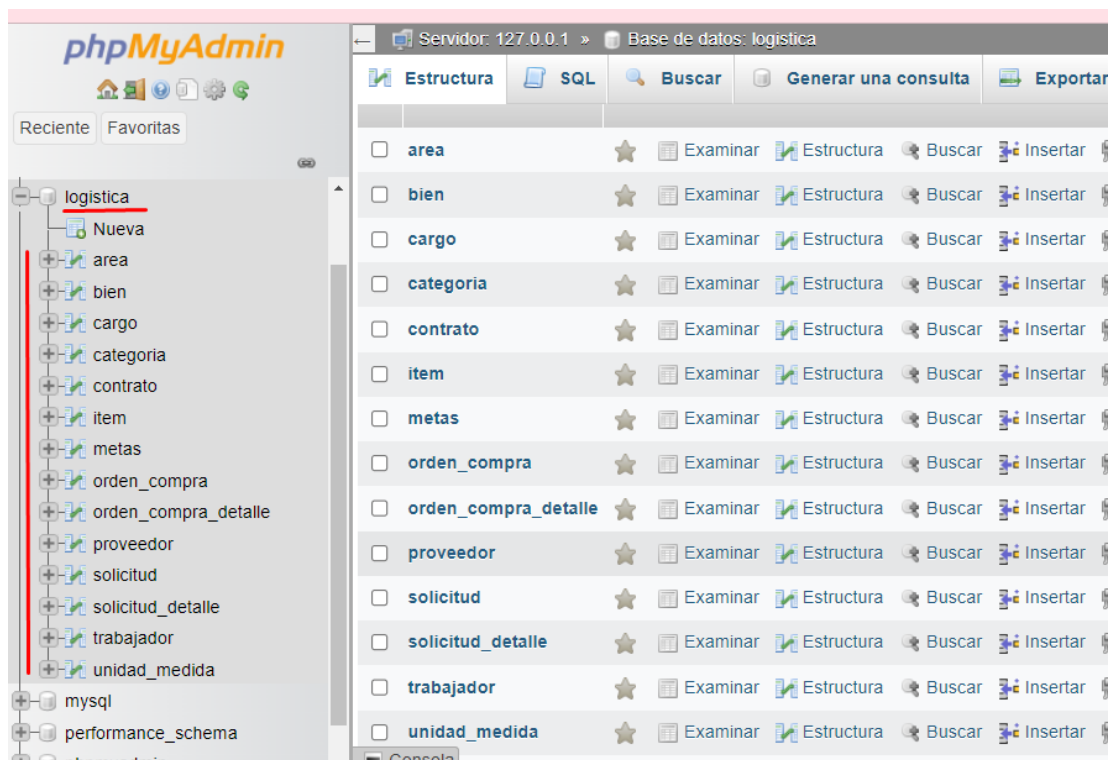 phpMyAdmin
Reciente Favoritas
logistica
Nueva
area
bien
cargo
categoria
contrato
item
metas
orden_compra
orden_compra_detalle
proveedor
solicitud
solicitud_detalle
trabajador
unidad_medida
mysql
performance_schema
Servidor: 127.0.0.1 » Base de datos: logistica
Estructura SQL Buscar Generar una consulta Exportar
area Examinar Estructura Buscar Insertar
bien Examinar Estructura Buscar Insertar
cargo Examinar Estructura Buscar Insertar
categoria Examinar Estructura Buscar Insertar
contrato Examinar Estructura Buscar Insertar
item Examinar Estructura Buscar Insertar
metas Examinar Estructura Buscar Insertar
orden_compra Examinar Estructura Buscar Insertar
orden_compra_detalle Examinar Estructura Buscar Insertar
proveedor Examinar Estructura Buscar Insertar
solicitud Examinar Estructura Buscar Insertar
solicitud_detalle Examinar Estructura Buscar Insertar
trabajador Examinar Estructura Buscar Insertar
unidad_medida Examinar Estructura Buscar Insertar
Consola